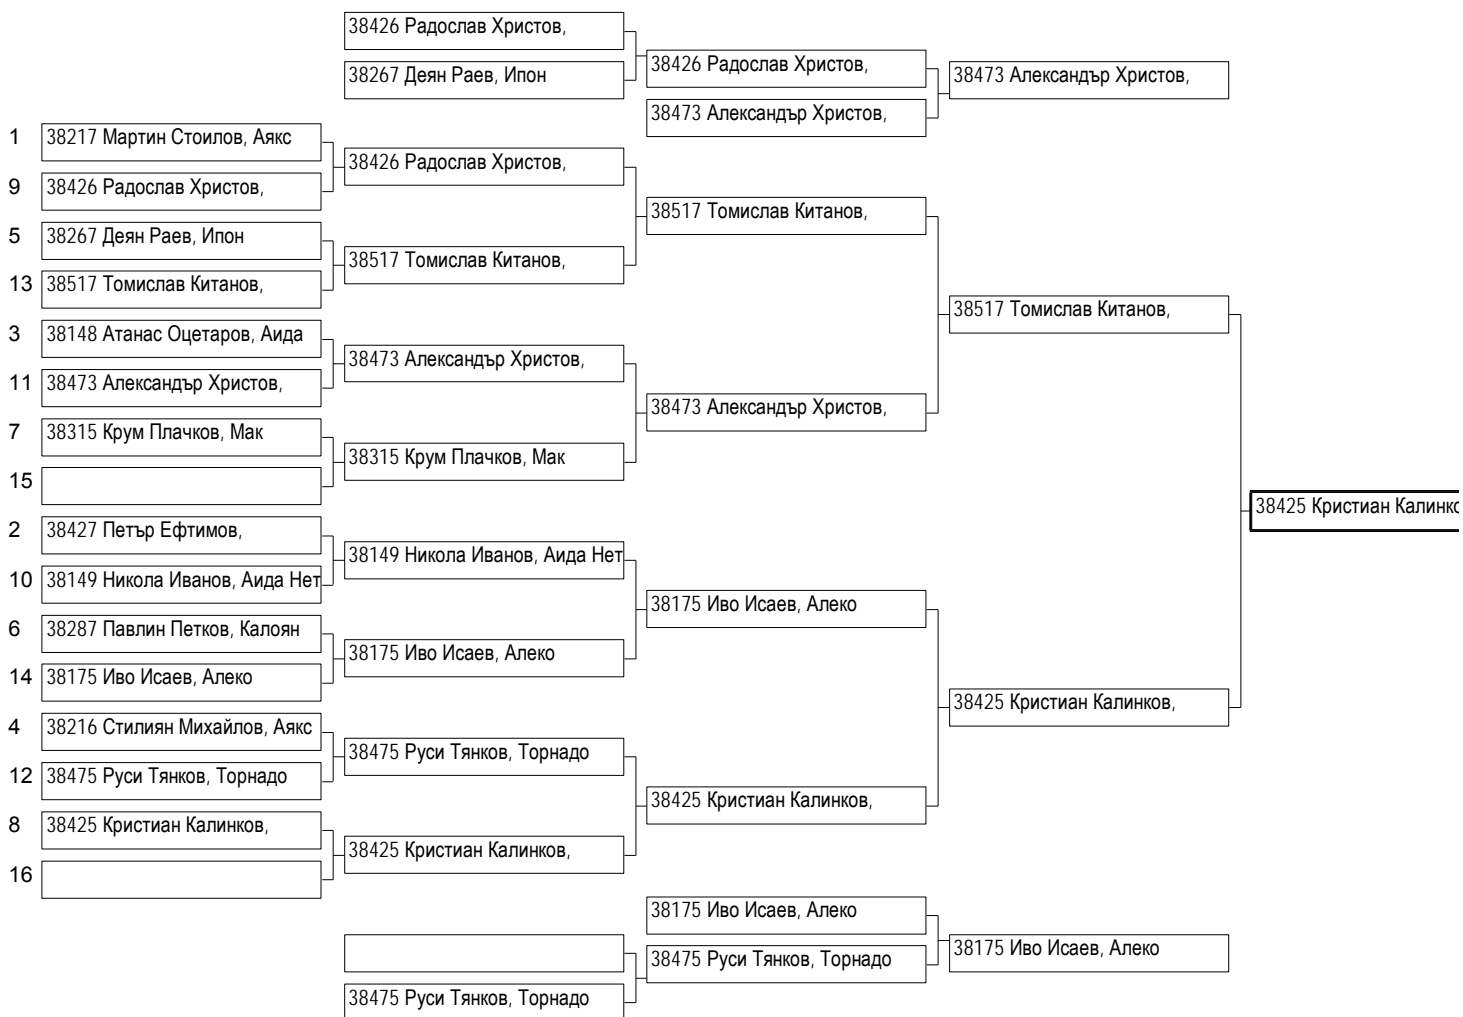 38426 Радослав Христов,
38267 Деян Раев, Ипон
38426 Радослав Христов,
38473 Александър Христов,
38473 Александър Христов,
1 38217 Мартин Стоилов, Аякс
9 38426 Радослав Христов,
5 38267 Деян Раев, Ипон
13 38517 Томислав Китанов,
3 38148 Атанас Оцетаров, Аида
11 38473 Александър Христов,
7 38315 Крум Плачков, Мак
15
2 38427 Петър Ефтимов,
10 38149 Никола Иванов, Аида Нет
6 38287 Павлин Петков, Калоян
14 38175 Иво Исаев, Алеко
4 38216 Стилиян Михайлов, Аякс
12 38475 Руси Тянков, Торнадо
8 38425 Кристиан Калинков,
16
38426 Радослав Христов,
38517 Томислав Китанов,
38473 Александър Христов,
38315 Крум Плачков, Мак
38149 Никола Иванов, Аида Нет
38175 Иво Исаев, Алеко
38475 Руси Тянков, Торнадо
38425 Кристиан Калинков,
38517 Томислав Китанов,
38473 Александър Христов,
38175 Иво Исаев, Алеко
38425 Кристиан Калинков,
38517 Томислав Китанов,
38425 Кристиан Калинков,
38425 Кристиан Калинко
38175 Иво Исаев, Алеко
38475 Руси Тянков, Торнадо
38475 Руси Тянков, Торнадо
38175 Иво Исаев, Алеко